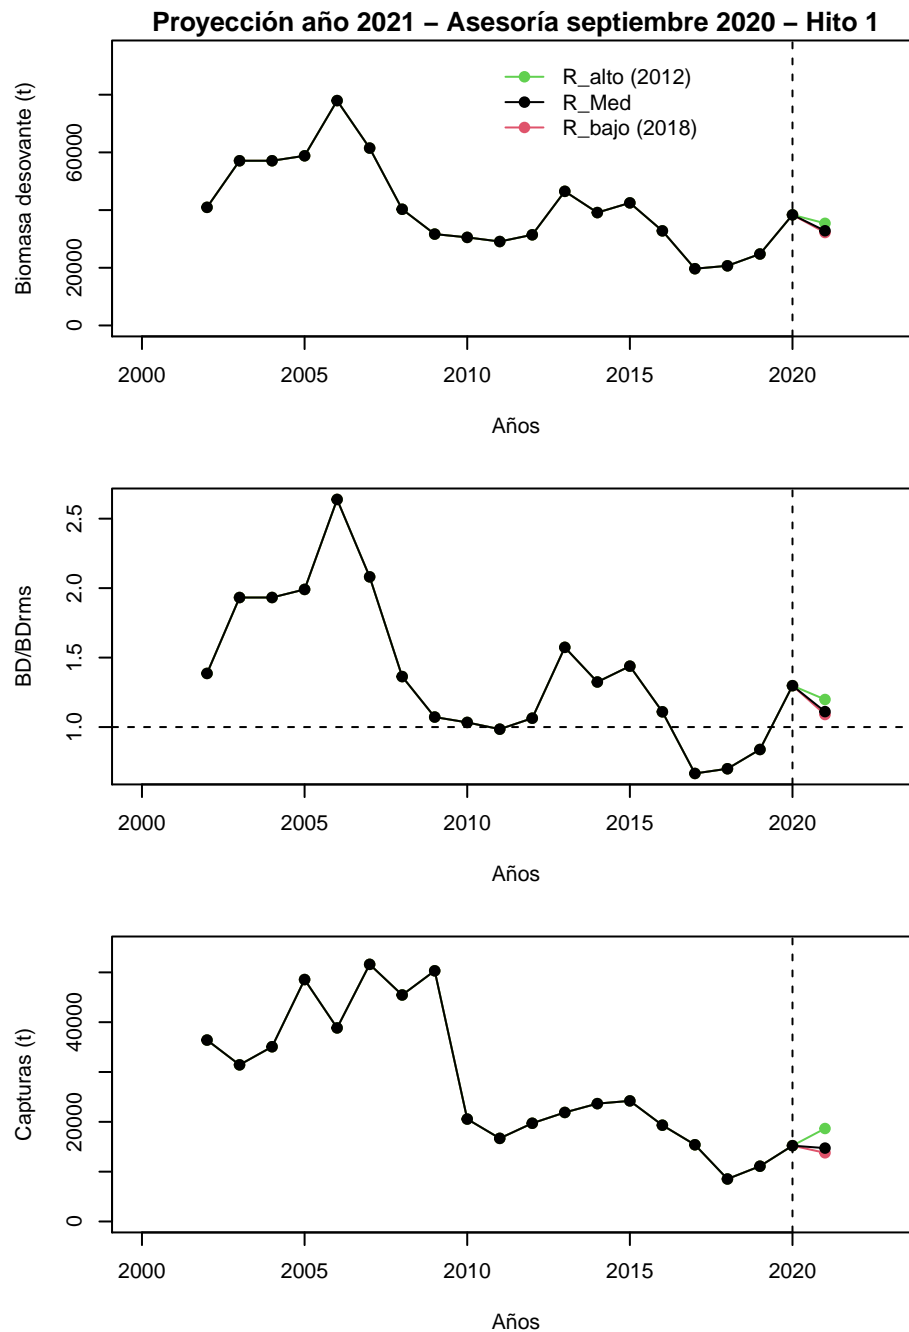 Proyección año 2021 – Asesoría septiembre 2020 – Hito 1
R_alto (2012)
R_Med
R_bajo (2018)
Biomasa desovante (t)
60000
20000
0
2000 2005 2010 2015 2020
Años
BD/BDrms
2.5
2.0
1.5
1.0
2000 2005 2010 2015 2020
Años
Capturas (t)
40000
20000
0
2000 2005 2010 2015 2020
Años